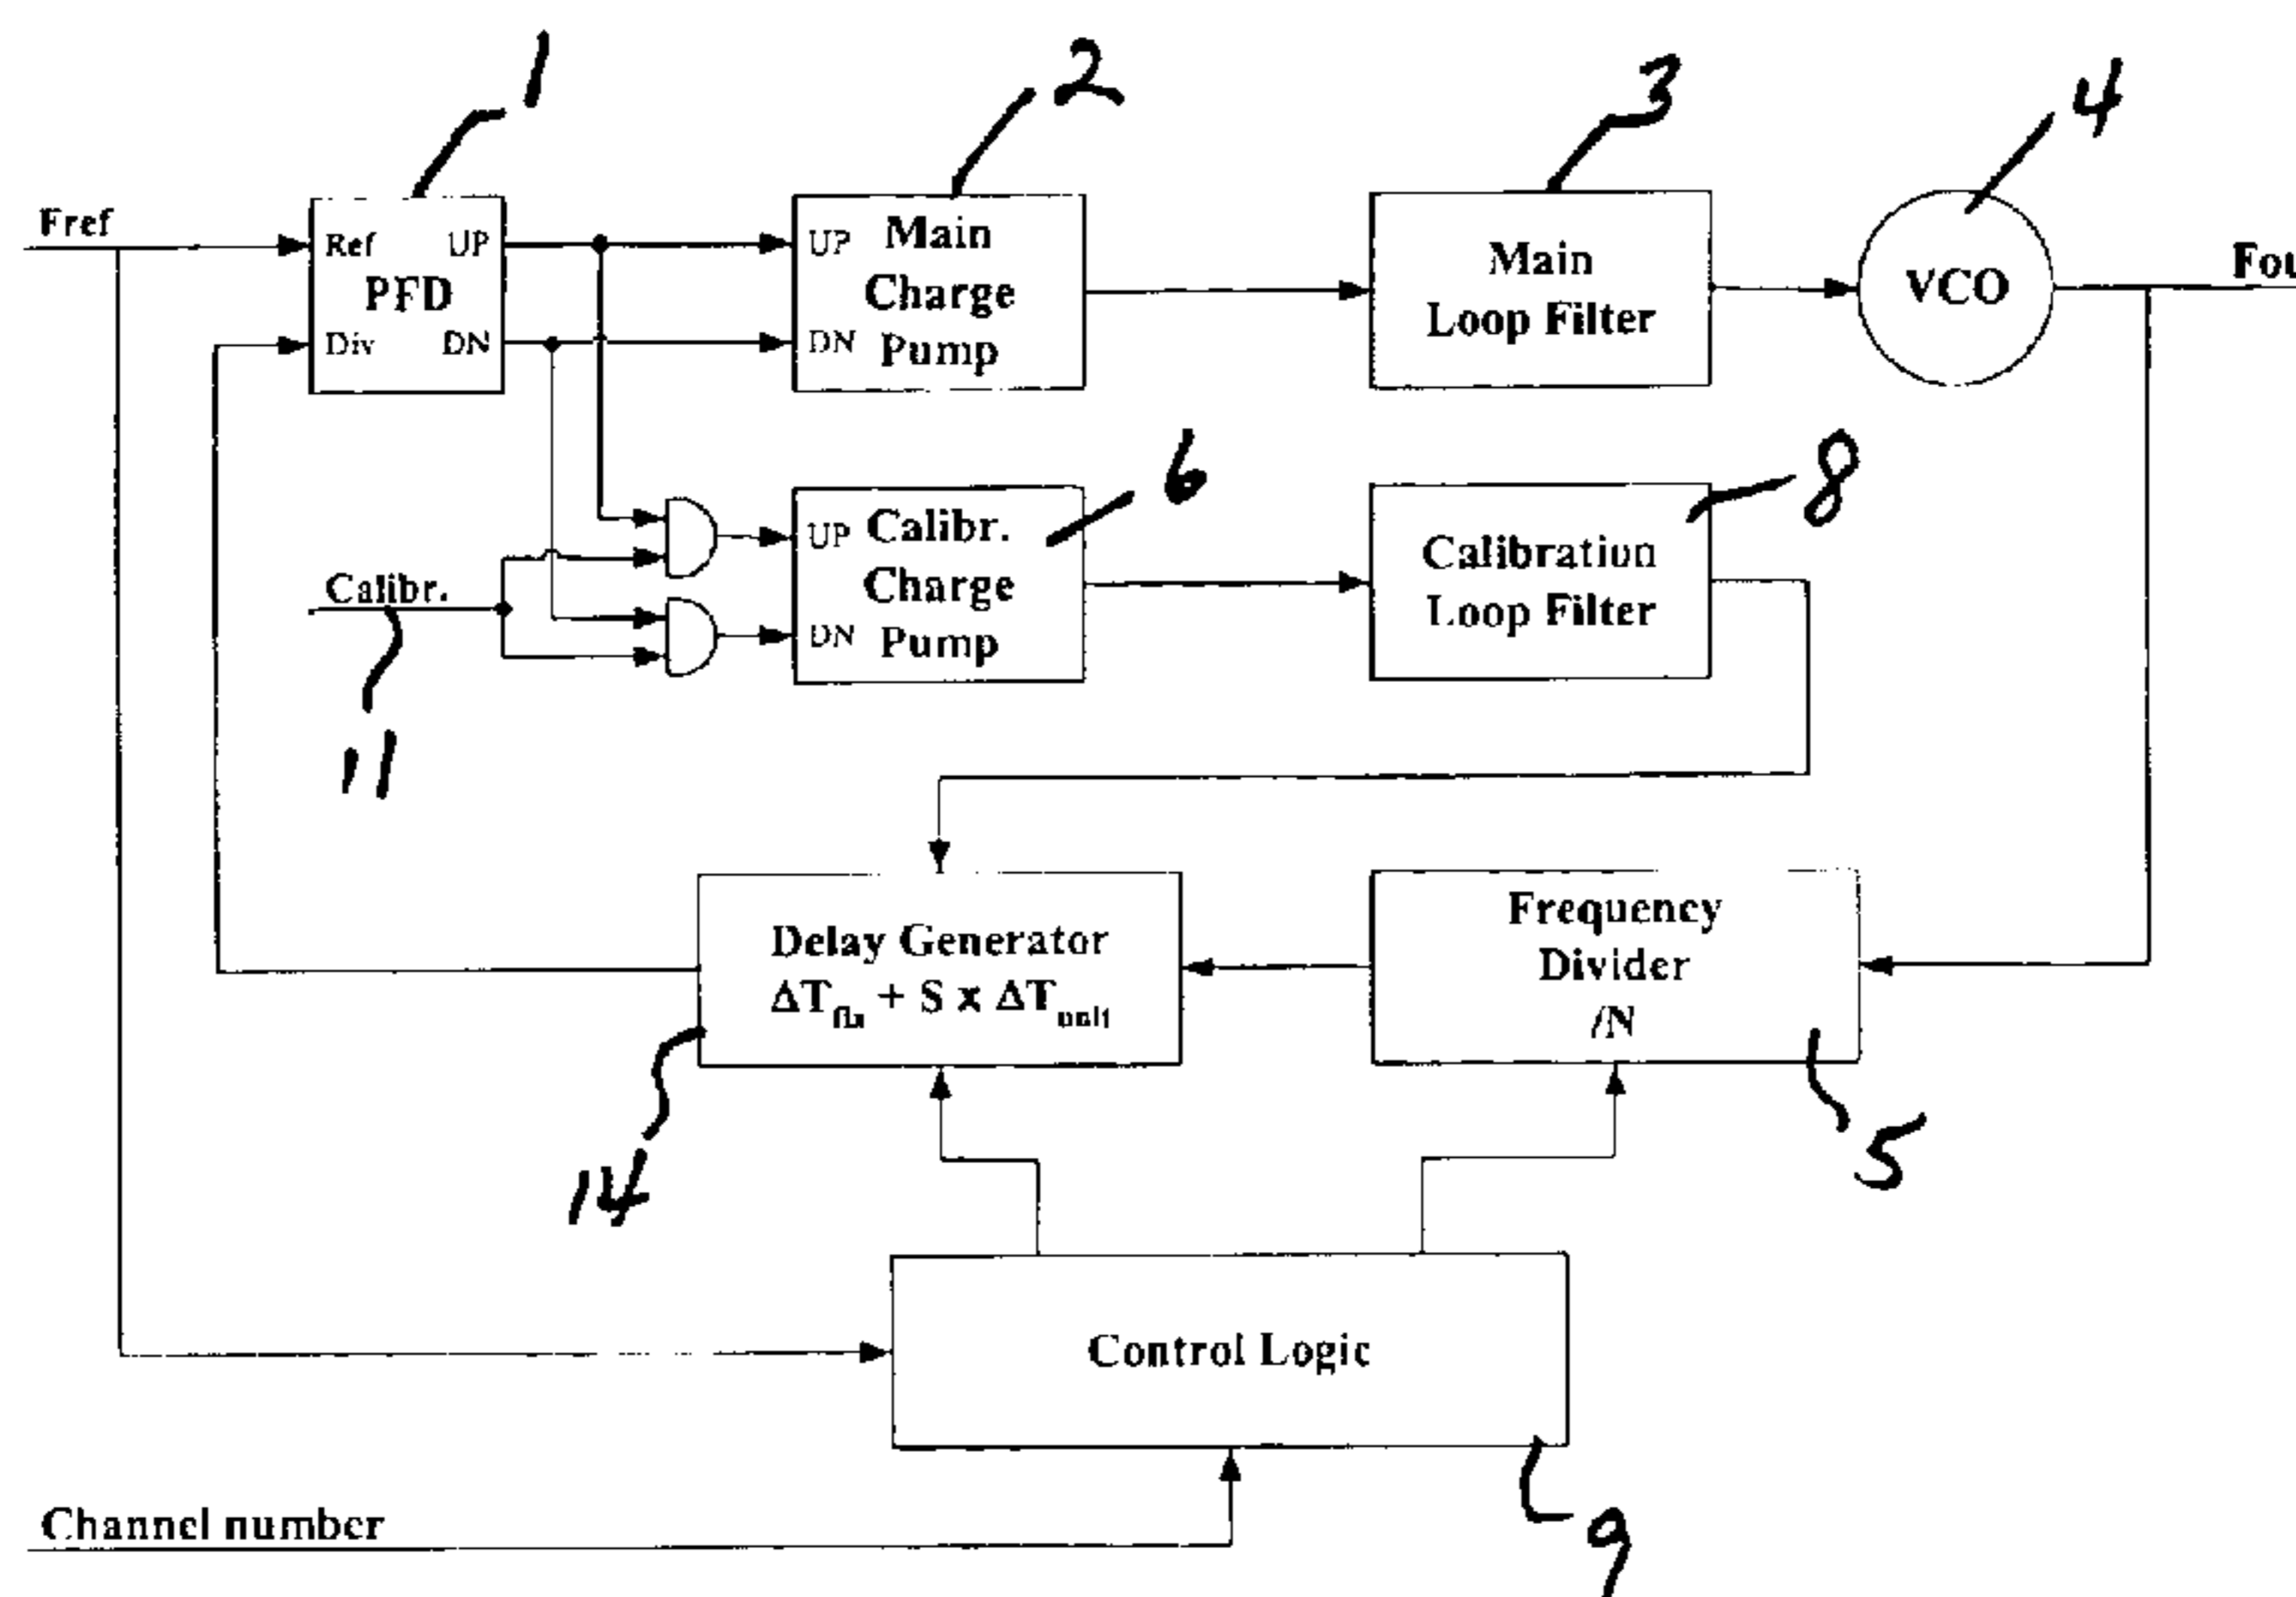 1
2
3
4
Fref
Ref
UP
PFD
Div
DN
UP
Main
Charge
DN
Pump
Main
Loop Filter
VCO
Fou
6
8
UP
Calibr.
Charge
DN
Pump
Calibration
Loop Filter
Calibr.
11
Delay Generator
ΔTfix + S x ΔTunit
Frequency
Divider
/N
14
5
Control Logic
9
Channel number